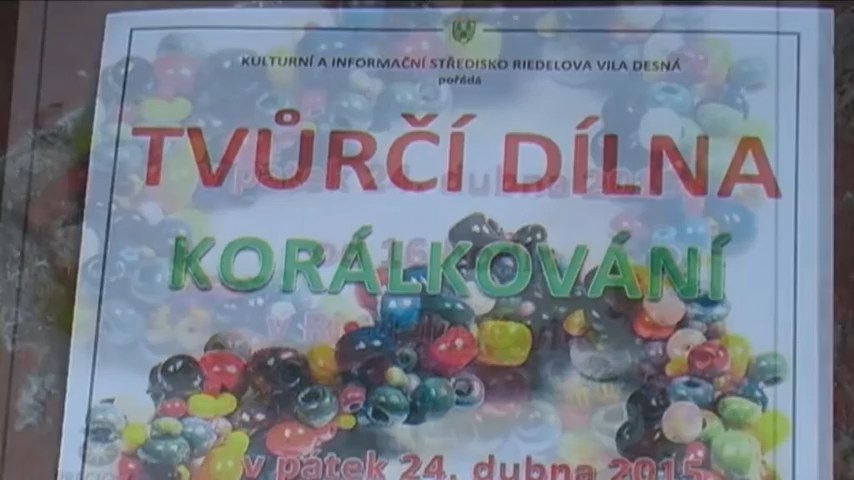 KULTURNÍ A INFORMAČNÍ STŘEDISKO RIEDELOVA VILA DESNÁ
pořádá
TVŮRČÍ DÍLNA
KORÁLKOVÁNÍ
v pátek 24. dubna 2015